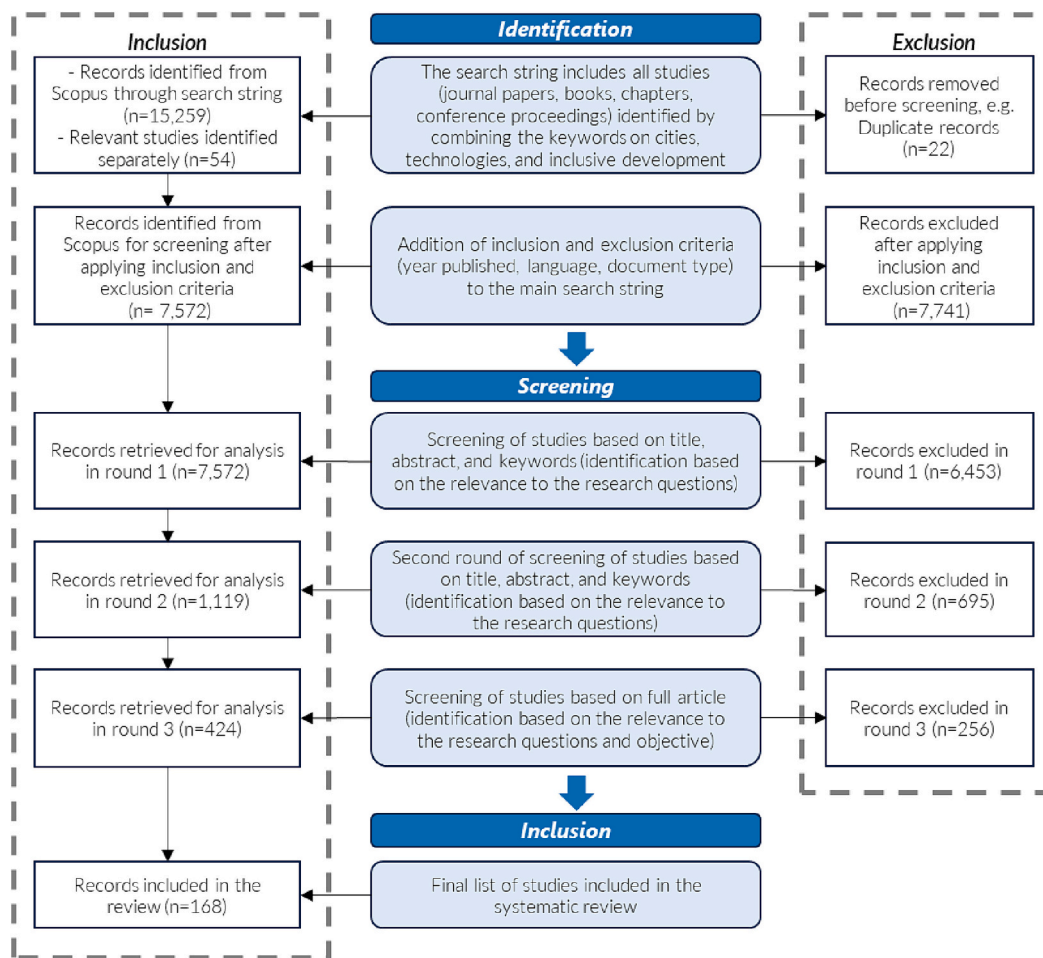 Inclusion
Identification
Exclusion
- Records identified from
Scopus through search string
(n=15,259)
- Relevant studies identified
separately (n=54)
The search string includes all studies
(journal papers, books, chapters,
conference proceedings) identified by
combining the keywords on cities,
technologies, and inclusive development
Records removed
before screening, e.g.
Duplicate records
(n=22)
Records identified from
Scopus for screening after
applying inclusion and
exclusion criteria
(n= 7,572)
Addition of inclusion and exclusion criteria
(year published, language, document type)
to the main search string
Records excluded
after applying
inclusion and
exclusion criteria
(n=7,741)
Screening
Records retrieved for analysis
in round 1 (n=7,572)
Screening of studies based on title,
abstract, and keywords (identification based
on the relevance to the research questions)
Records excluded in
round 1 (n=6,453)
Records retrieved for analysis
in round 2 (n=1,119)
Second round of screening of studies based
on title, abstract, and keywords
(identification based on the relevance to
the research questions)
Records excluded in
round 2 (n=695)
Records retrieved for analysis
in round 3 (n=424)
Screening of studies based on full article
(identification based on the relevance to
the research questions and objective)
Records excluded in
round 3 (n=256)
Inclusion
Records included in the
review (n=168)
Final list of studies included in the
systematic review